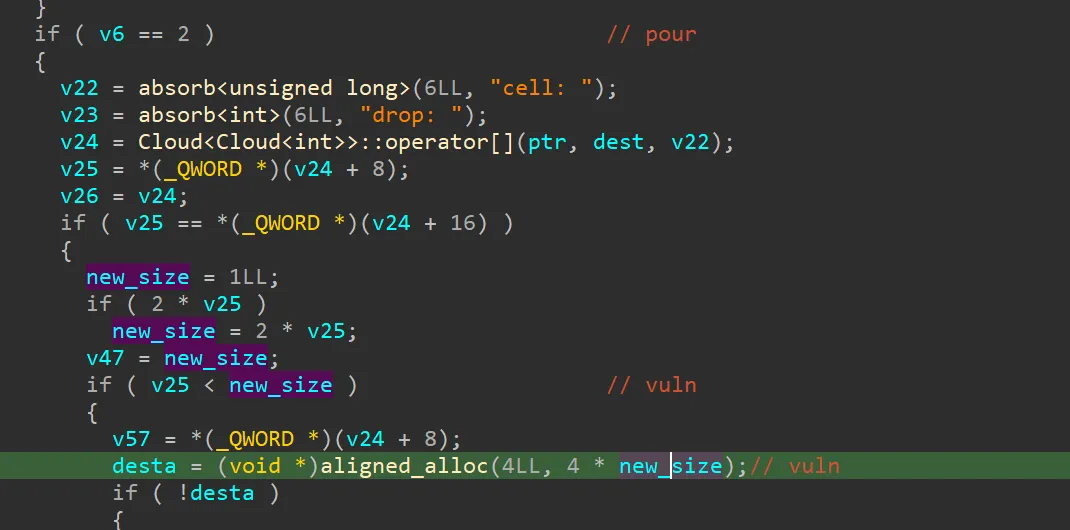 }
if ( v6 == 2 ) // pour
{
v22 = absorb<unsigned long>(6LL, "cell: ");
v23 = absorb<int>(6LL, "drop: ");
v24 = Cloud<Cloud<int>>::operator[](ptr, dest, v22);
v25 = *(_QWORD *)(v24 + 8);
v26 = v24;
if ( v25 == *(_QWORD *)(v24 + 16) )
{
new_size = 1LL;
if ( 2 * v25 )
new_size = 2 * v25;
v47 = new_size;
if ( v25 < new_size ) // vuln
{
v57 = *(_QWORD *)(v24 + 8);
desta = (void *)aligned_alloc(4LL, 4 * new_size);// vuln
if ( !desta )
{